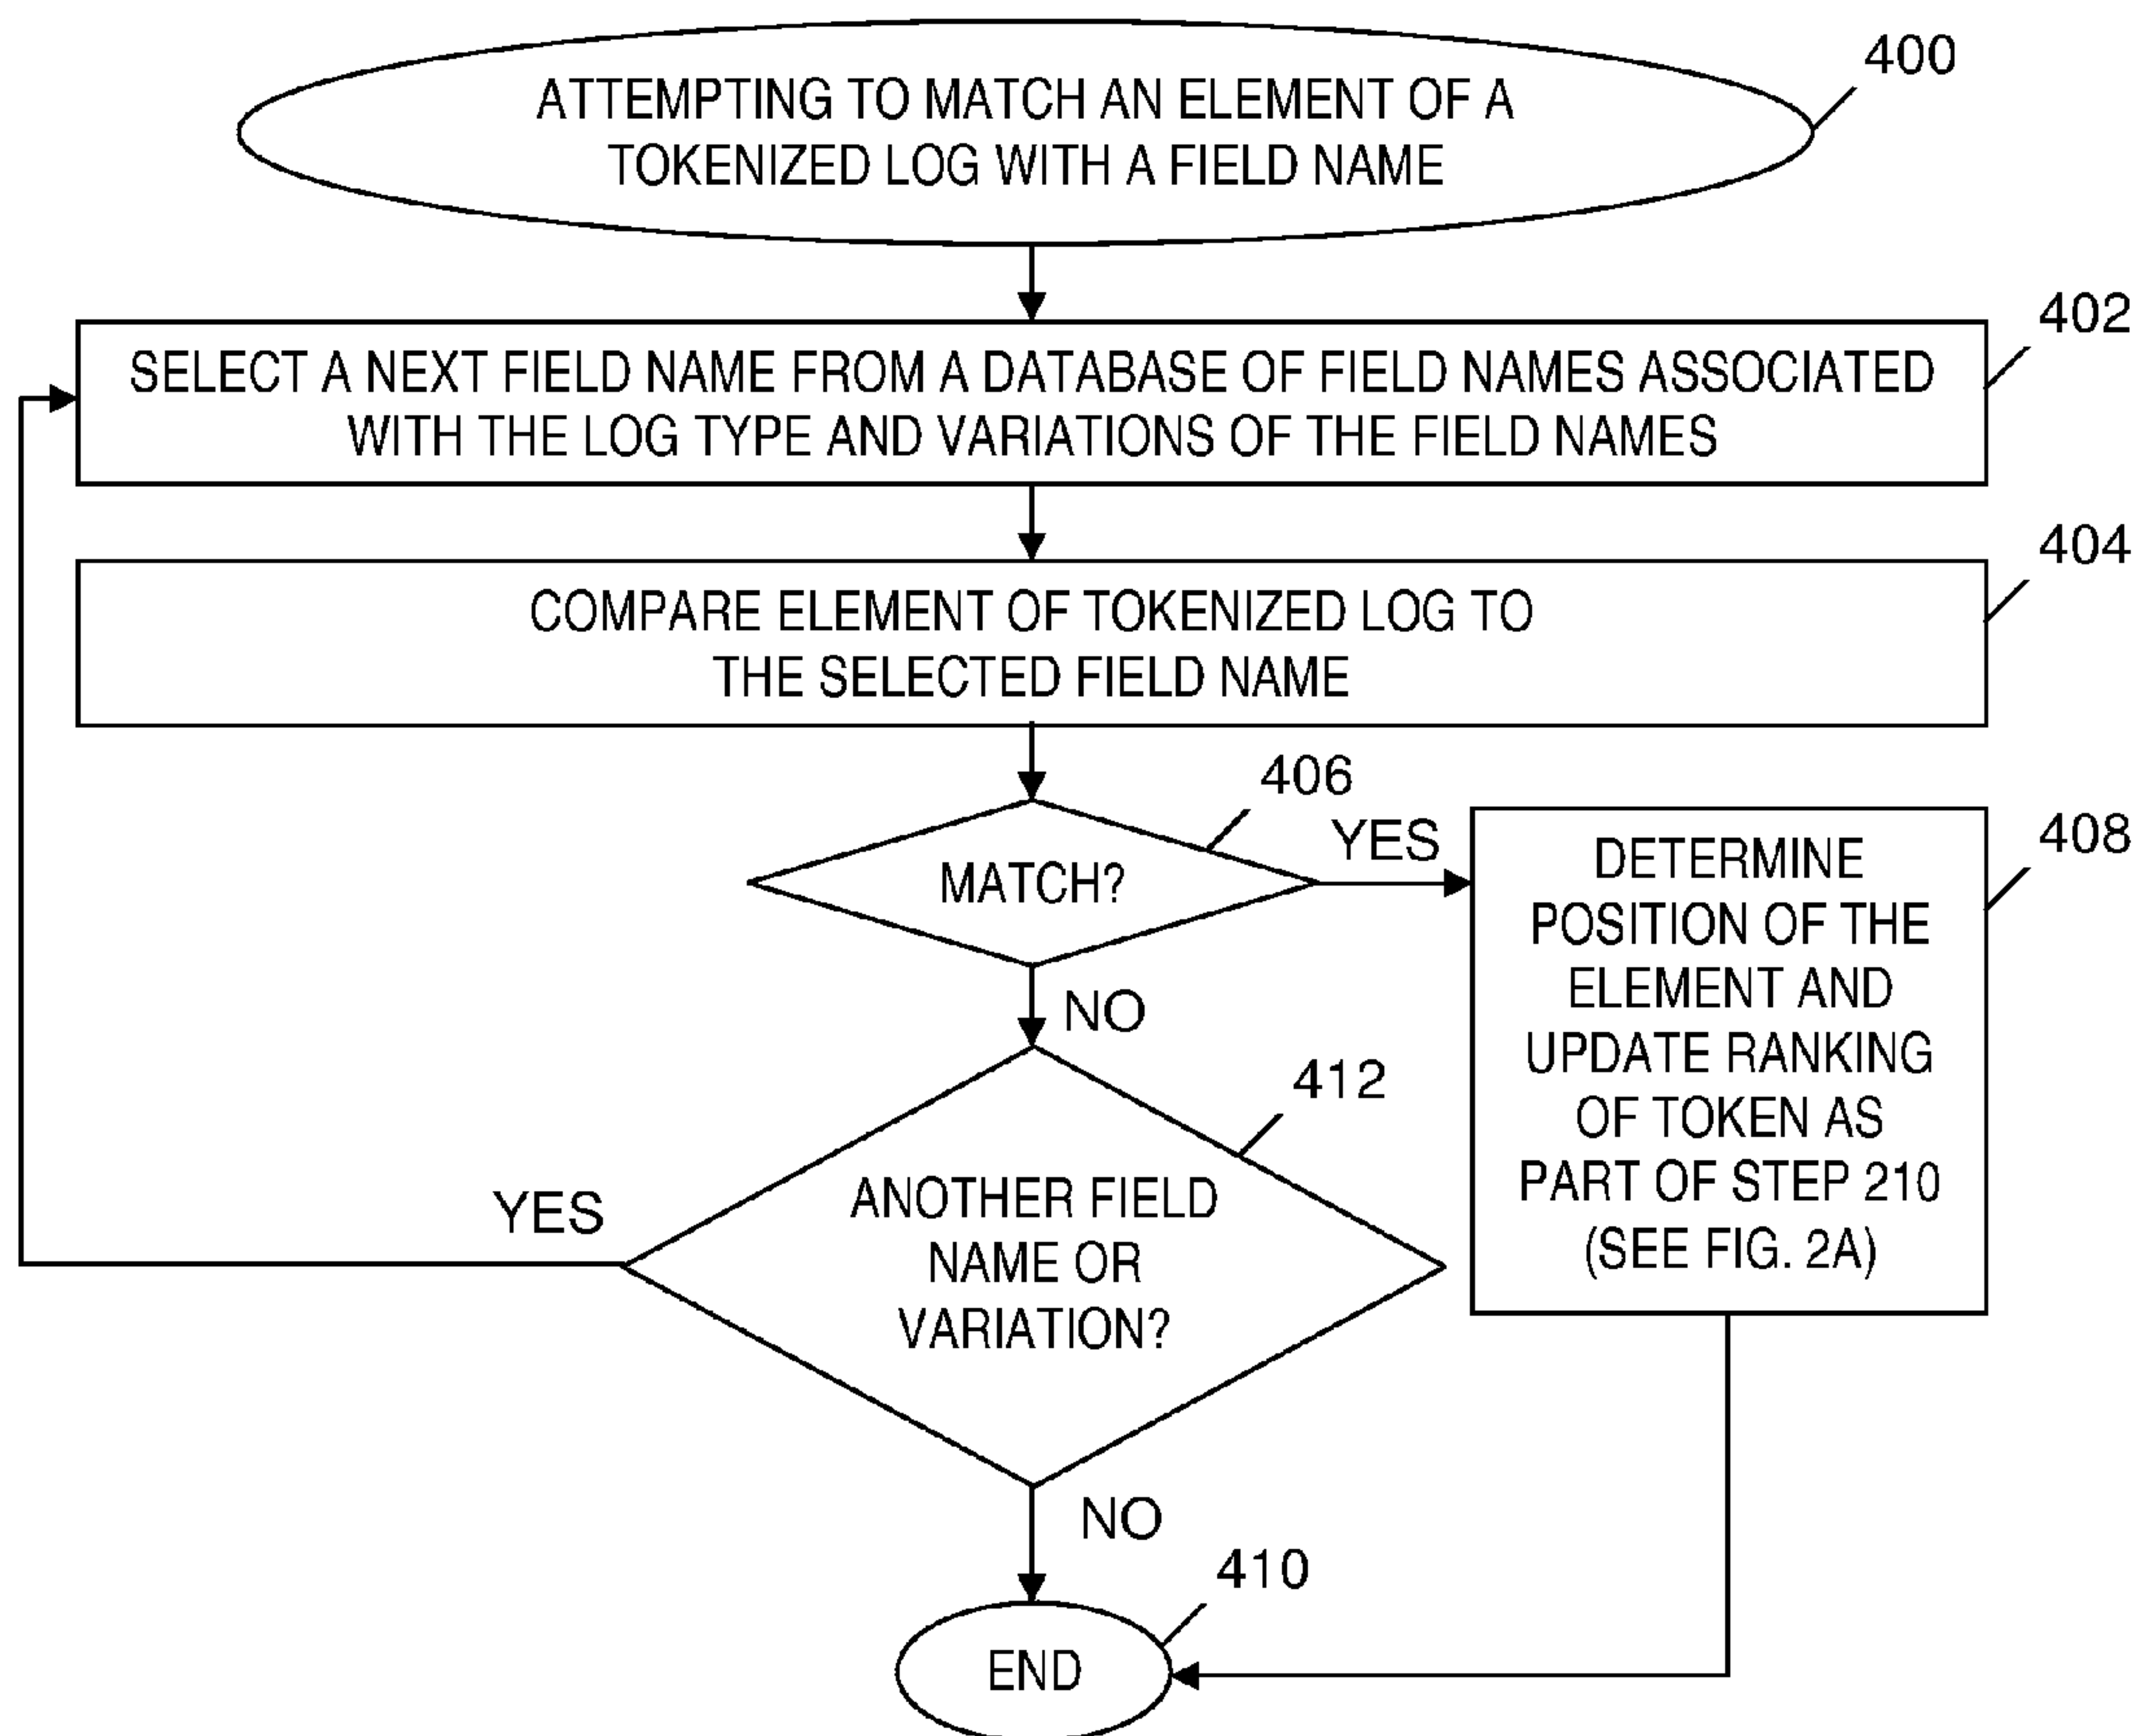 400
ATTEMPTING TO MATCH AN ELEMENT OF A
TOKENIZED LOG WITH A FIELD NAME
402
SELECT A NEXT FIELD NAME FROM A DATABASE OF FIELD NAMES ASSOCIATED
WITH THE LOG TYPE AND VARIATIONS OF THE FIELD NAMES
404
COMPARE ELEMENT OF TOKENIZED LOG TO
THE SELECTED FIELD NAME
406
MATCH?
YES
408
DETERMINE
POSITION OF THE
ELEMENT AND
UPDATE RANKING
OF TOKEN AS
PART OF STEP 210
(SEE FIG. 2A)
NO
412
ANOTHER FIELD
NAME OR
VARIATION?
YES
NO
410
END